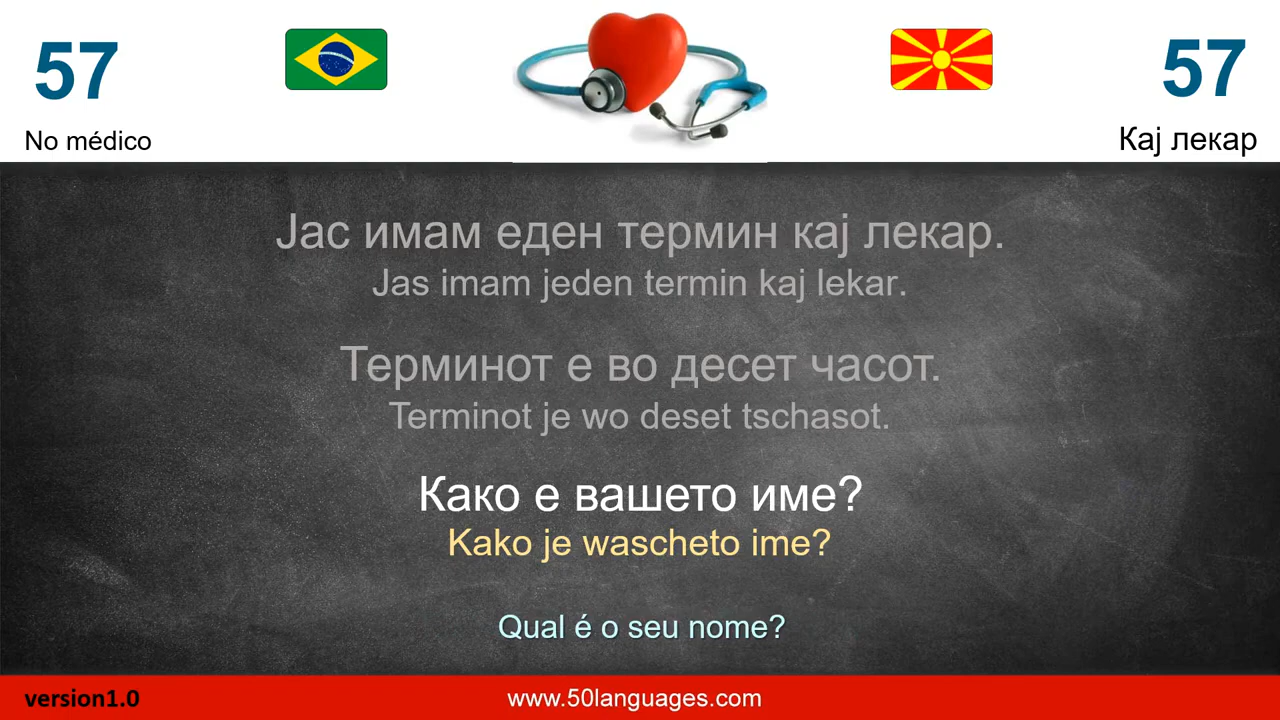 57
57
No médico
Кај лекар
Јас имам еден термин кај лекар.
Jas imam jeden termin kaj lekar.
Терминот е во десет часот.
Terminot je wo deset tschasot.
Како е вашето име?
Kako je wascheto ime?
Qual é o seu nome?
version1.0
www.50languages.com